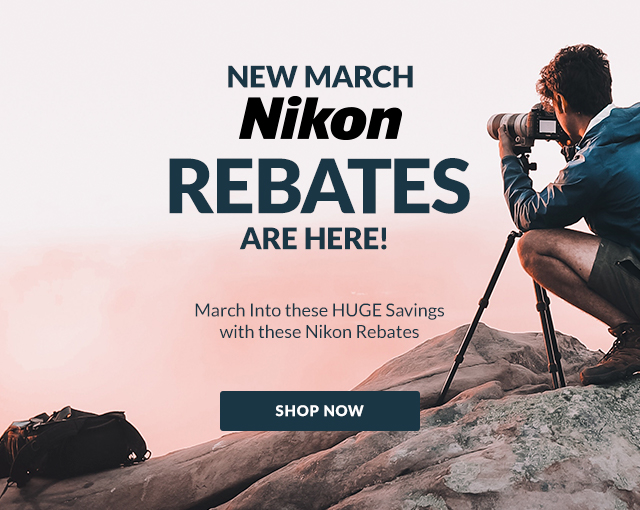 NEW MARCH
Nikon
REBATES
ARE HERE!
March Into these HUGE Savings
with these Nikon Rebates
SHOP NOW